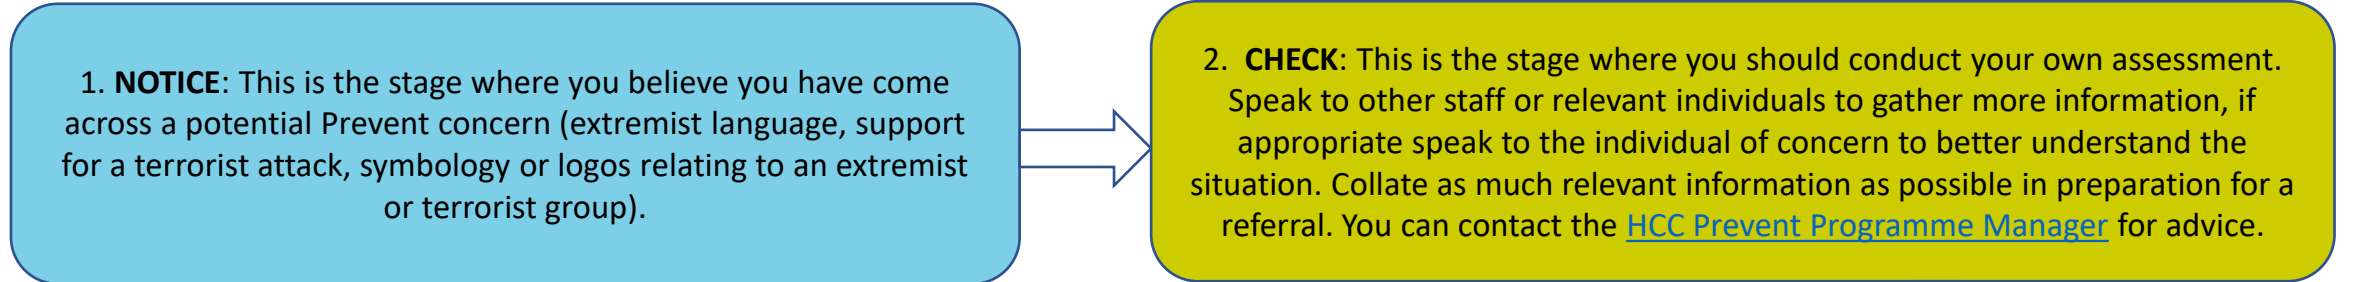 1. NOTICE: This is the stage where you believe you have come
across a potential Prevent concern (extremist language, support
for a terrorist attack, symbology or logos relating to an extremist
or terrorist group).
2. CHECK: This is the stage where you should conduct your own assessment.
Speak to other staff or relevant individuals to gather more information, if
appropriate speak to the individual of concern to better understand the
situation. Collate as much relevant information as possible in preparation for a
referral. You can contact the HCC Prevent Programme Manager for advice.